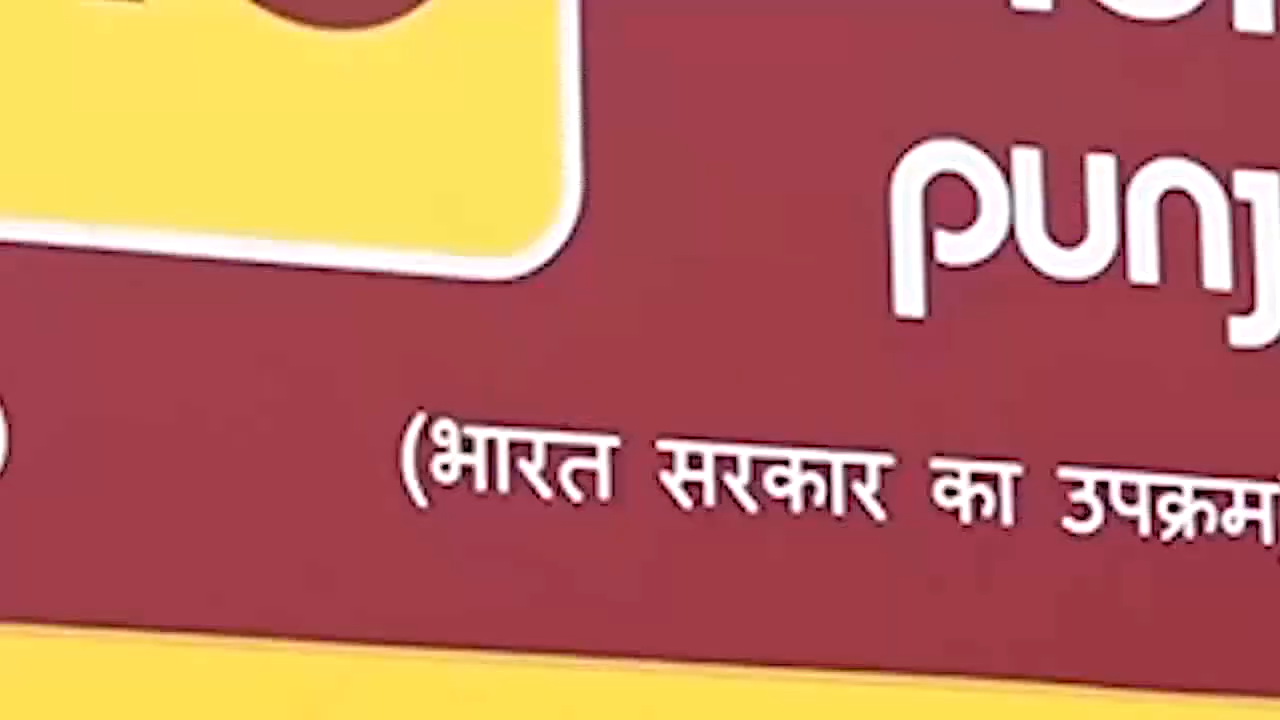 punj
(भारत सरकार का उपक्रम)